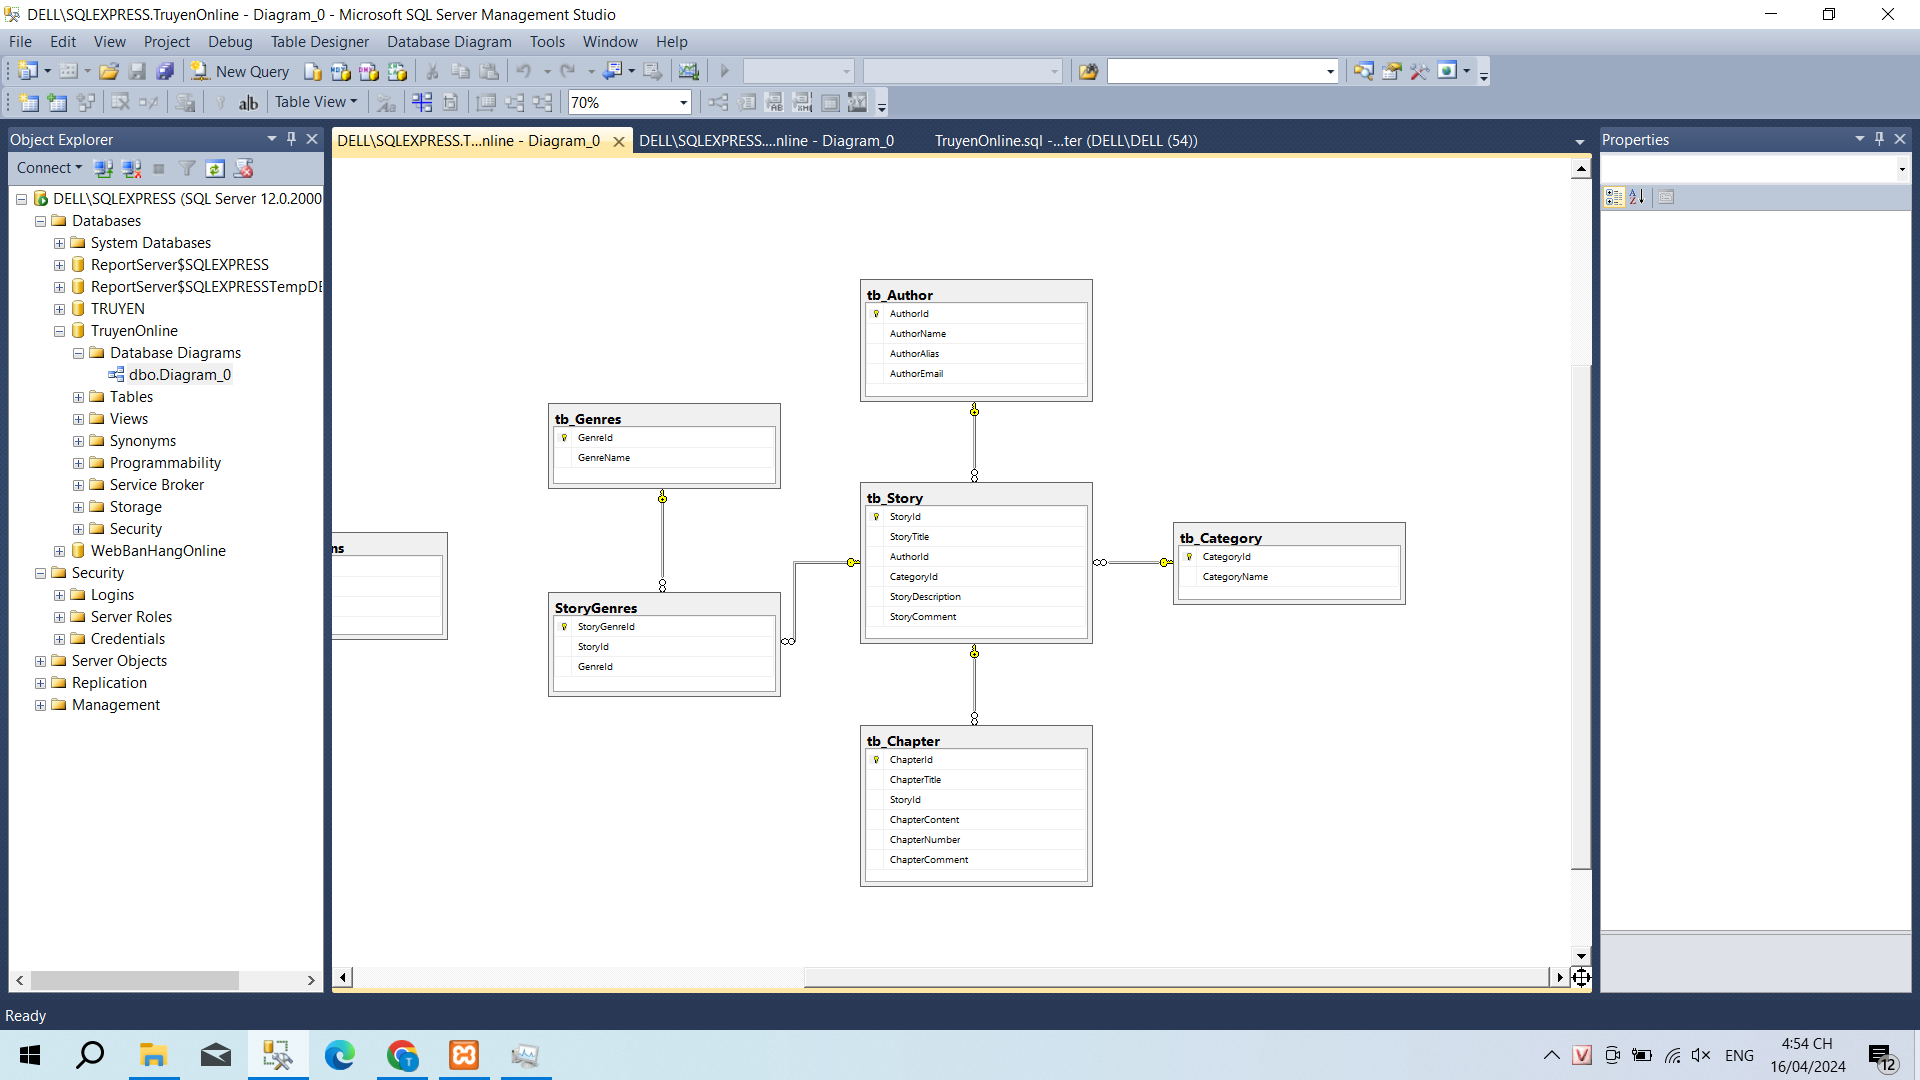 DELL\SQLEXPRESS.TruyenOnline - Diagram_0 - Microsoft SQL Server Management Studio
File Edit View Project Debug Table Designer Database Diagram Tools Window Help
New Query
Table View
70%
Object Explorer
Connect
DELL\SQLEXPRESS (SQL Server 12.0.2000
Databases
System Databases
ReportServer$SQLEXPRESS
ReportServer$SQLEXPRESSTempDB
TRUYEN
TruyenOnline
Database Diagrams
dbo.Diagram_0
Tables
Views
Synonyms
Programmability
Service Broker
Storage
Security
WebBanHangOnline
Security
Logins
Server Roles
Credentials
Server Objects
Replication
Management
DELL\SQLEXPRESS.T...nline - Diagram_0
DELL\SQLEXPRESS....nline - Diagram_0
TruyenOnline.sql -...ter (DELL\DELL (54))
ns
tb_Genres
GenreId
GenreName
StoryGenres
StoryGenreId
StoryId
GenreId
tb_Author
AuthorId
AuthorName
AuthorAlias
AuthorEmail
tb_Story
StoryId
StoryTitle
AuthorId
CategoryId
StoryDescription
StoryComment
tb_Chapter
ChapterId
ChapterTitle
StoryId
ChapterContent
ChapterNumber
ChapterComment
tb_Category
CategoryId
CategoryName
Properties
Ready
ENG
4:54 CH
16/04/2024
12